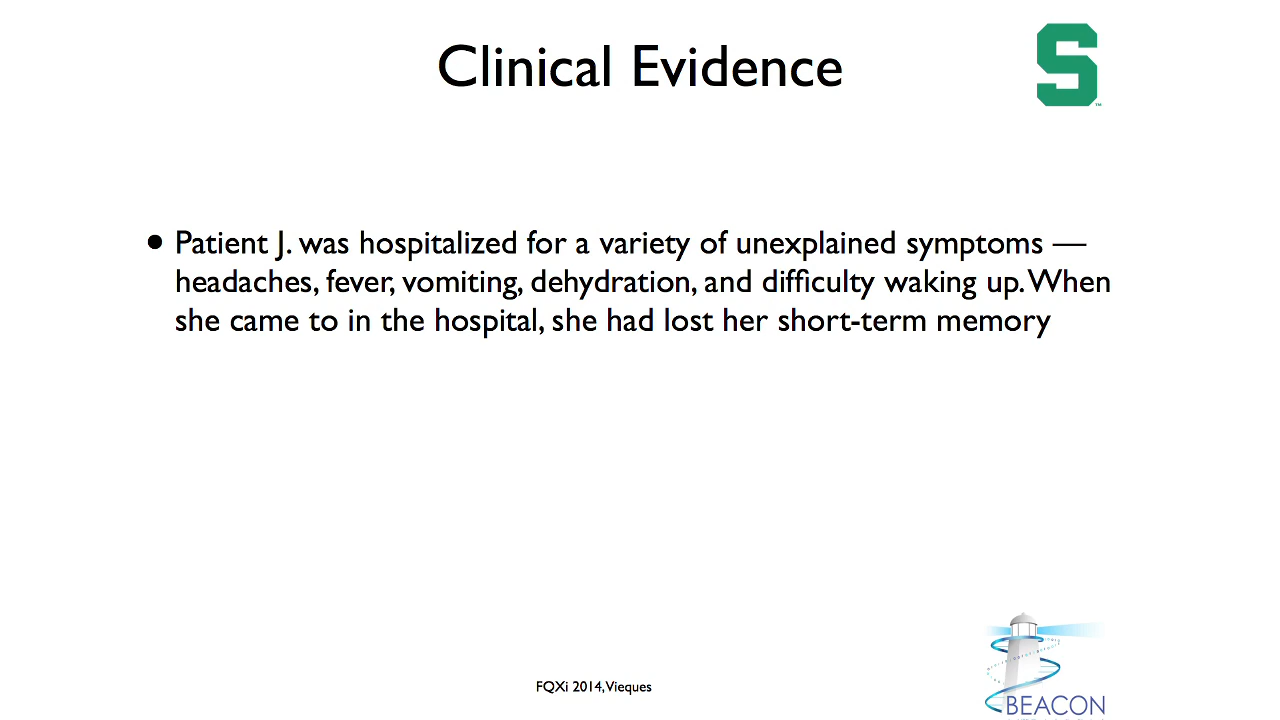 Clinical Evidence
S
• Patient J. was hospitalized for a variety of unexplained symptoms —
headaches, fever, vomiting, dehydration, and difficulty waking up. When
she came to in the hospital, she had lost her short-term memory
FQXi 2014, Vieques
BEACON